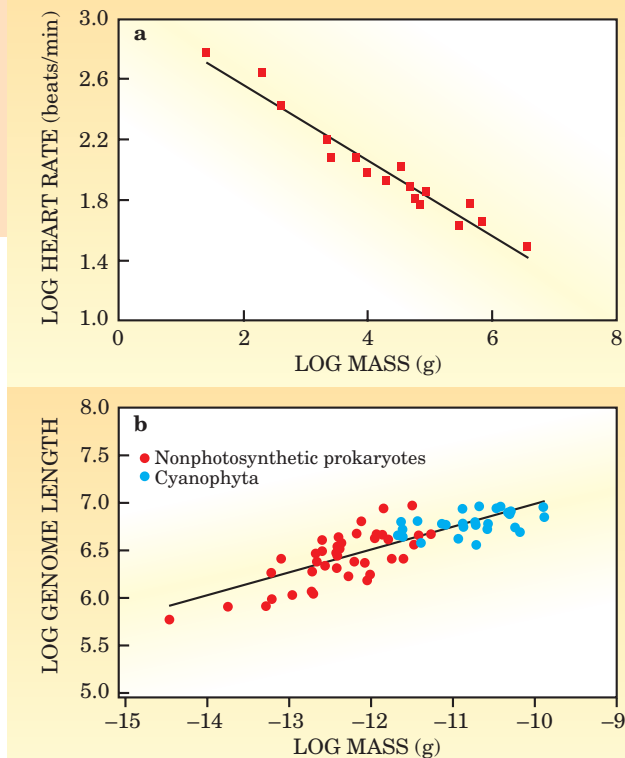 a
LOG HEART RATE (beats/min)
3.0
2.6
2.2
1.8
1.4
1.0
0 2 4 6 8
LOG MASS (g)
b
Nonphotosynthetic prokaryotes
Cyanophyta
LOG GENOME LENGTH
8.0
7.5
7.0
6.5
6.0
5.5
5.0
–15 –14 –13 –12 –11 –10 –9
LOG MASS (g)